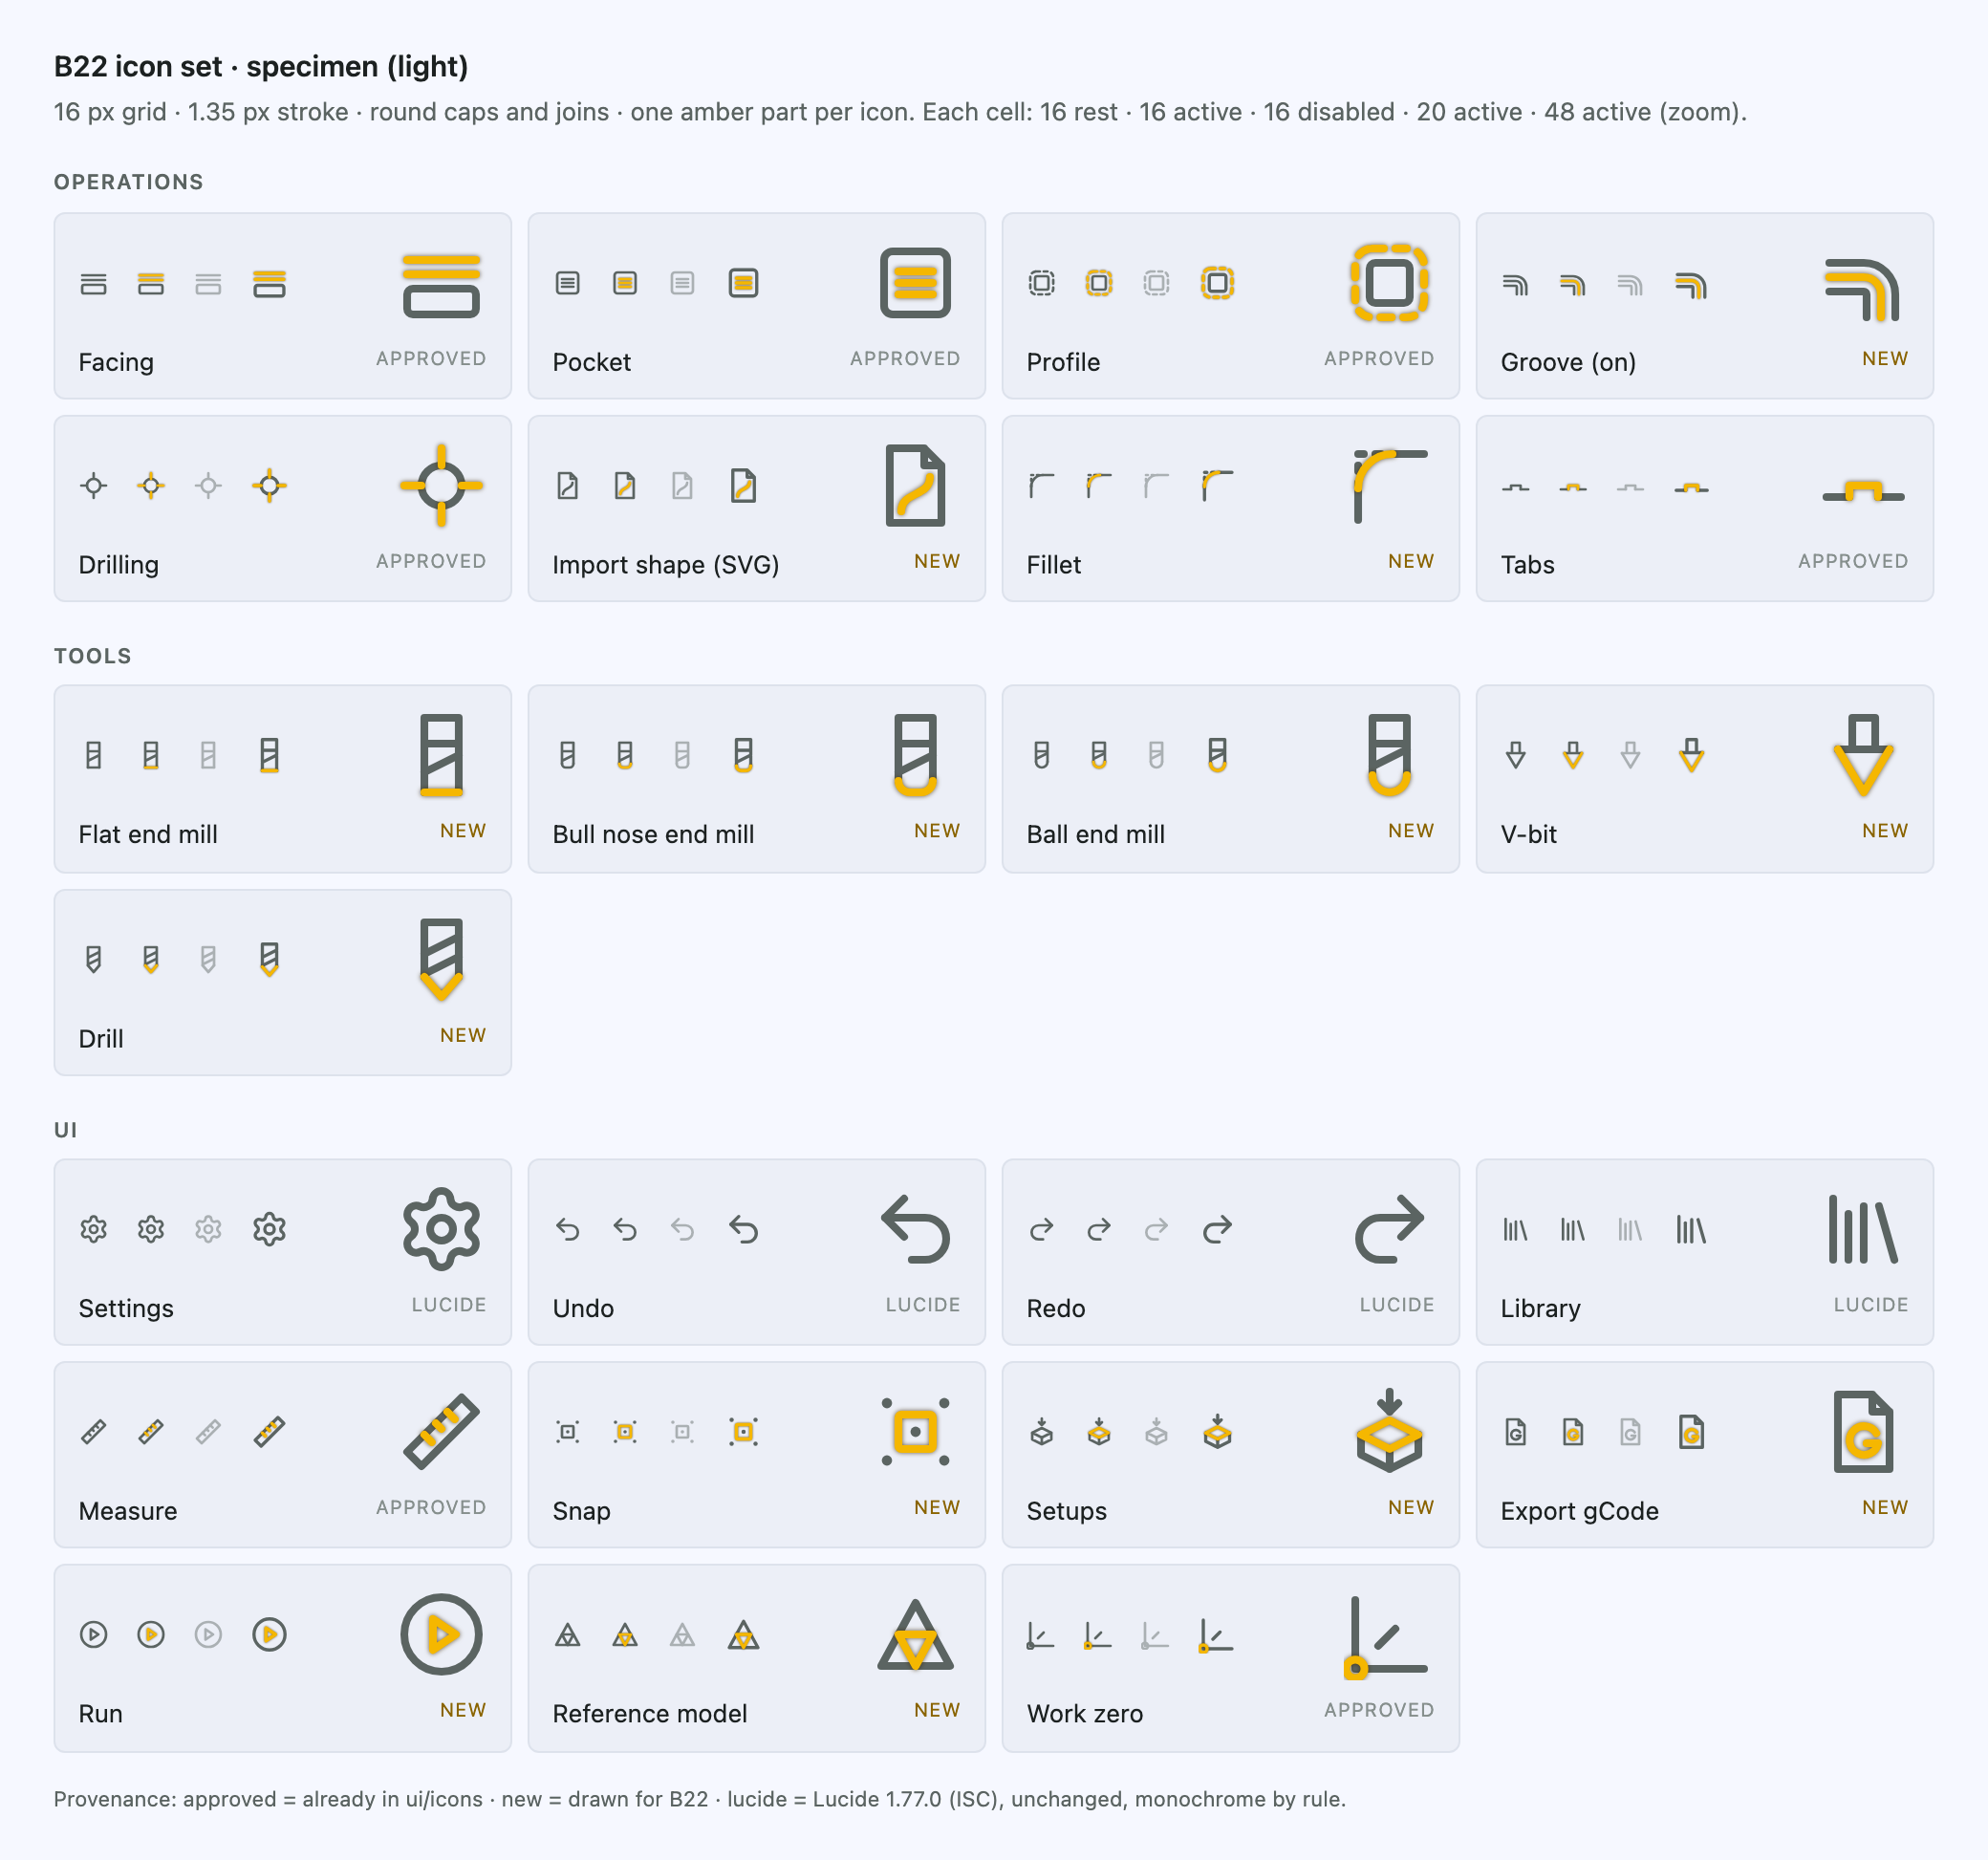 B22 icon set · specimen (light)
16 px grid · 1.35 px stroke · round caps and joins · one amber part per icon. Each cell: 16 rest · 16 active · 16 disabled · 20 active · 48 active (zoom).
OPERATIONS
Facing APPROVED
Pocket APPROVED
Profile APPROVED
Groove (on) NEW
Drilling APPROVED
Import shape (SVG) NEW
Fillet NEW
Tabs APPROVED
TOOLS
Flat end mill NEW
Bull nose end mill NEW
Ball end mill NEW
V-bit NEW
Drill NEW
UI
Settings LUCIDE
Undo LUCIDE
Redo LUCIDE
Library LUCIDE
Measure APPROVED
Snap NEW
Setups NEW
Export gCode NEW
Run NEW
Reference model NEW
Work zero APPROVED
Provenance: approved = already in ui/icons · new = drawn for B22 · lucide = Lucide 1.77.0 (ISC), unchanged, monochrome by rule.